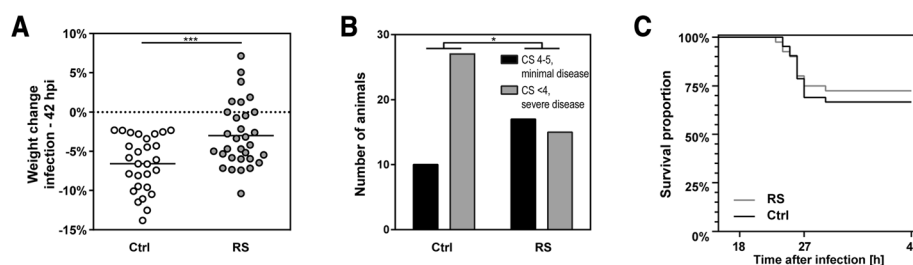 A
Weight change
infection - 42 hpi
10%
5%
0%
-5%
-10%
-15%
***
Ctrl
RS
B
Number of animals
30
20
10
0
*
CS 4-5,
minimal disease
CS <4,
severe disease
Ctrl
RS
C
Survival proportion
100%
75%
50%
25%
0%
RS
Ctrl
18
27
4
Time after infection [h]